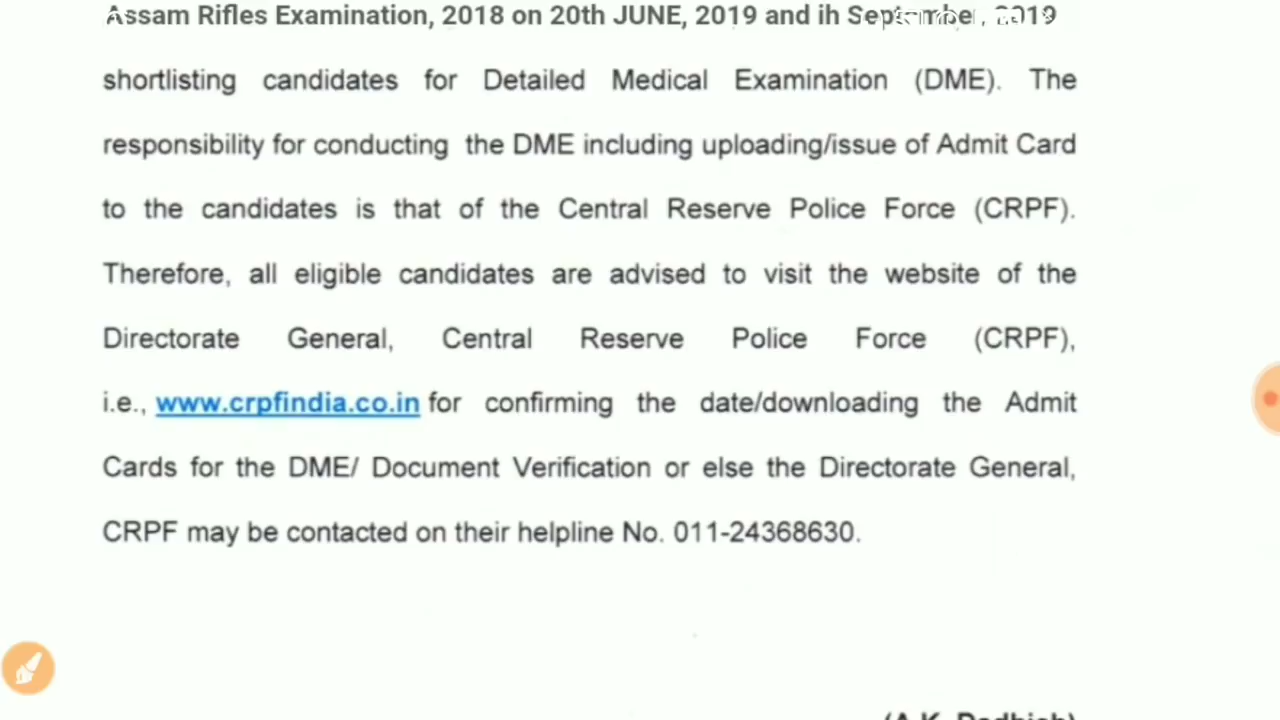 Assam Rifles Examination, 2018 on 20th JUNE, 2019 and ih September, 2019
shortlisting candidates for Detailed Medical Examination (DME). The
responsibility for conducting the DME including uploading/issue of Admit Card
to the candidates is that of the Central Reserve Police Force (CRPF).
Therefore, all eligible candidates are advised to visit the website of the
Directorate General, Central Reserve Police Force (CRPF),
i.e., www.crpfindia.co.in for confirming the date/downloading the Admit
Cards for the DME/ Document Verification or else the Directorate General,
CRPF may be contacted on their helpline No. 011-24368630.
(A.K. Dadhich)